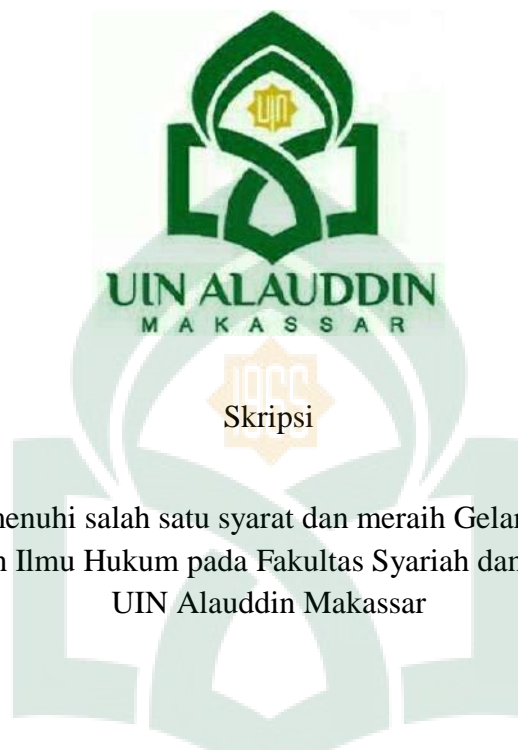 UIN
UIN ALAUDDIN
MAKASSAR
1965
Skripsi
menuhi salah satu syarat dan meraih Gelar
Ilmu Hukum pada Fakultas Syariah dan
UIN Alauddin Makassar